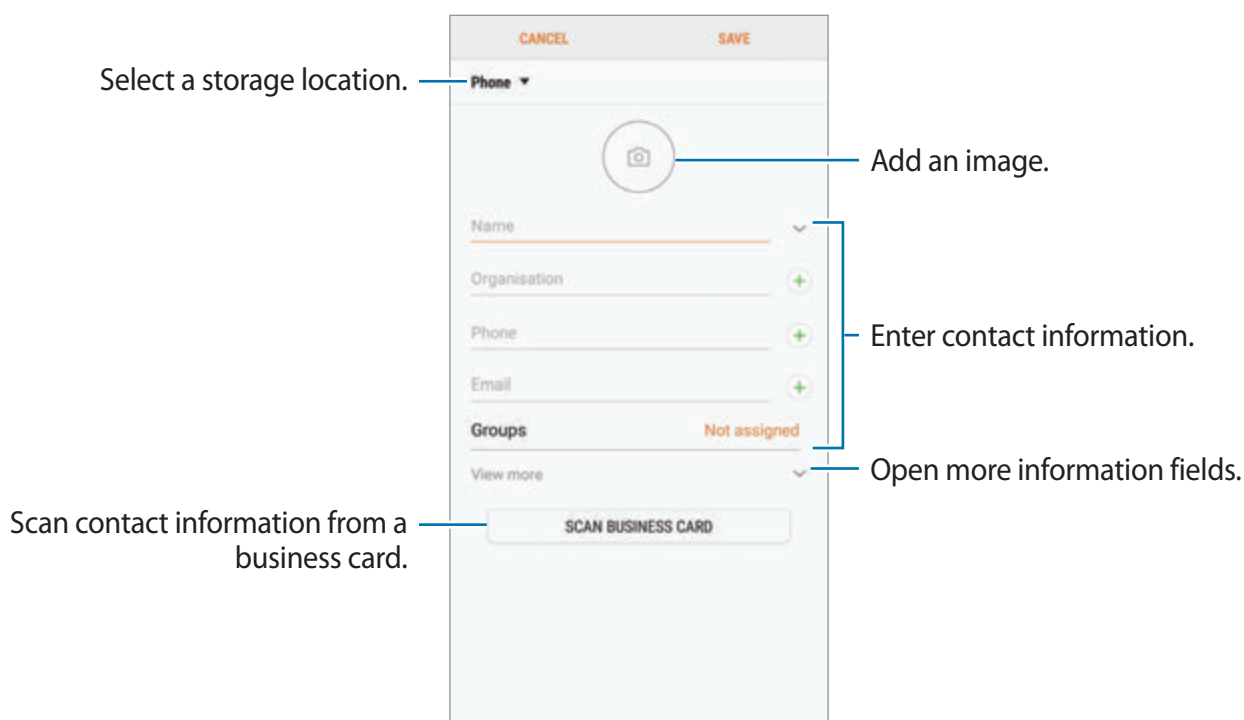 CANCEL SAVE
Select a storage location.
Phone
Add an image.
Name
Organisation
Phone
Enter contact information.
Email
Groups Not assigned
View more
Open more information fields.
Scan contact information from a
business card.
SCAN BUSINESS CARD